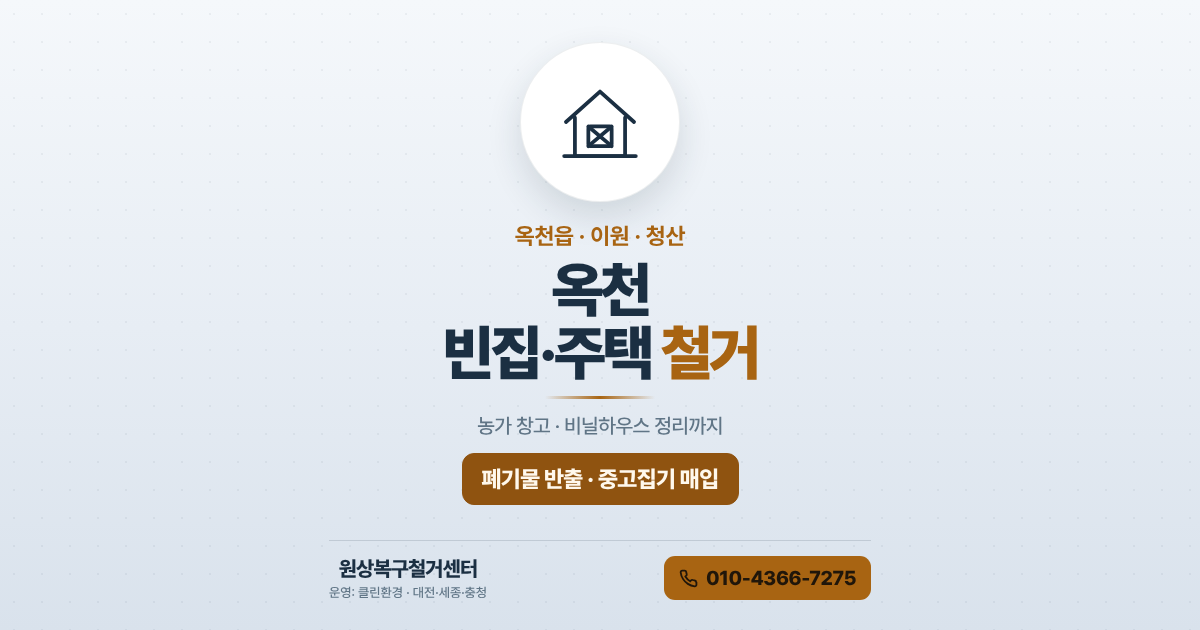 옥천읍 · 이원 · 청산
옥천
빈집·주택 철거
농가 창고 · 비닐하우스 정리까지
폐기물 반출 · 중고집기 매입
원상복구철거센터
운영: 클린환경 · 대전·세종·충청
010-4366-7275